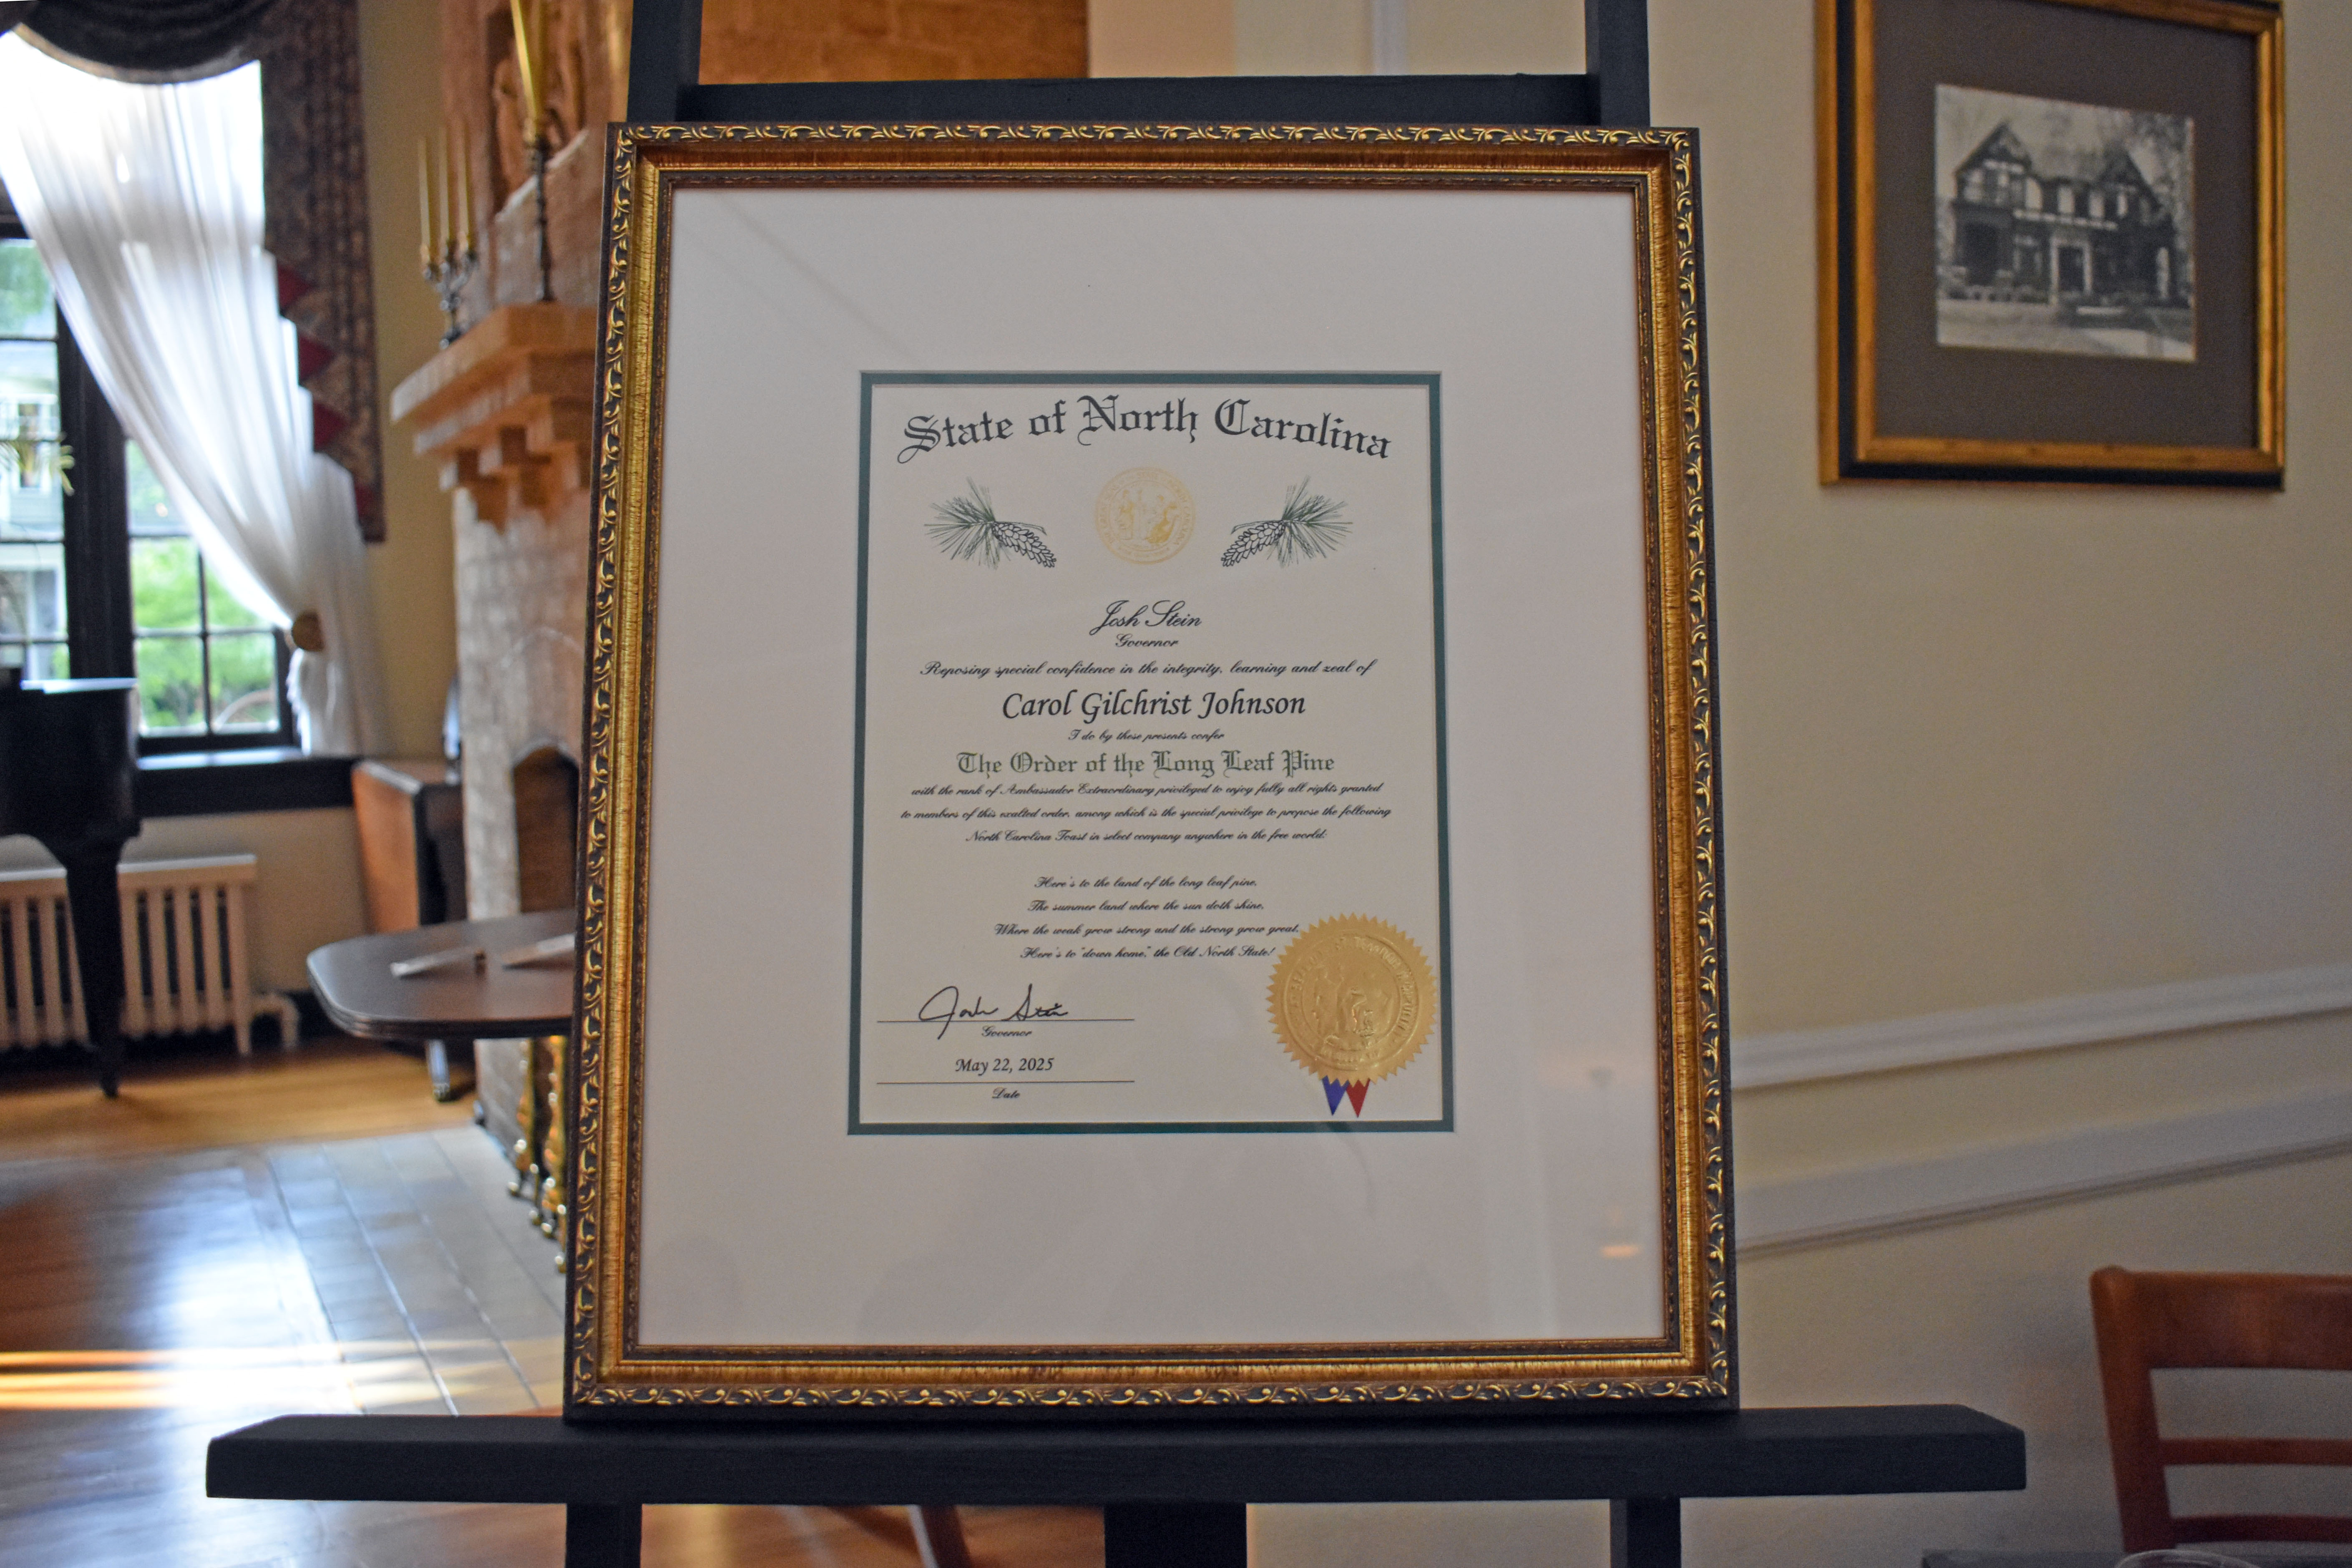 State of North Carolina
Josh Stein
Governor
Reposing special confidence in the integrity, learning and zeal of
Carol Gilchrist Johnson
I do by these presents confer
The Order of the Long Leaf Pine
with the rank of Ambassador Extraordinary privileged to enjoy fully all rights granted
to members of this exalted order, among which is the special privilege to propose the following
North Carolina Toast in select company anywhere in the free world:
Here's to the land of the long leaf pine,
The summer land where the sun doth shine,
Where the weak grow strong and the strong grow great,
Here's to "down home," the Old North State!
Josh Stein
Governor
May 22, 2025
Date